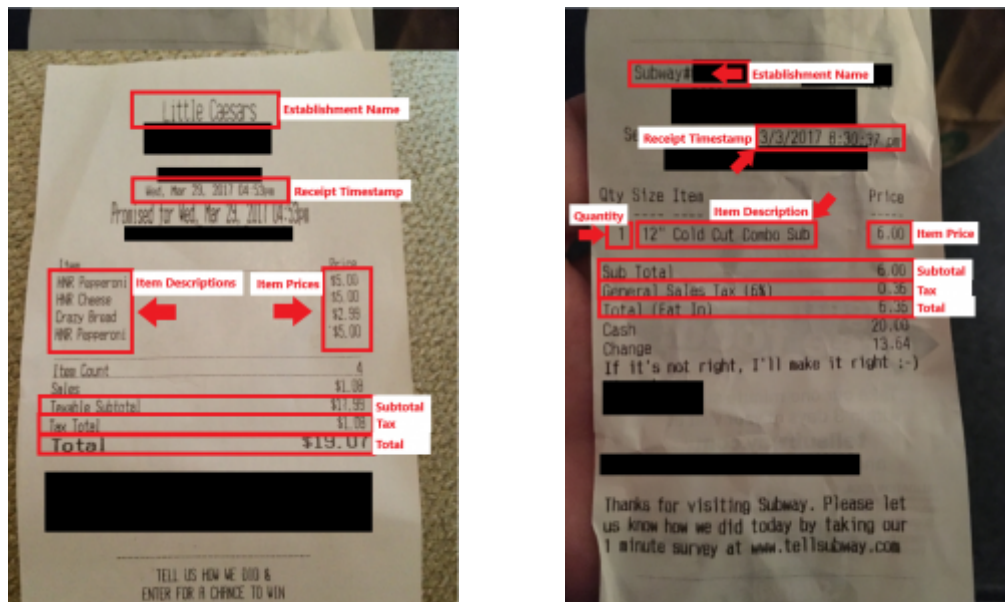 Little Caesars
Establishment Name
Wed, Mar 29, 2017 04:53pm
Receipt Timestamp
Promised for Wed, Mar 29, 2017 04:53pm
Item Price
HNR Pepperoni $5.00
Item Descriptions
Item Prices
HNR Cheese $5.00
Crazy Bread $2.99
HNR Pepperoni $5.00
Item Count 4
Sales $1.08
Taxable Subtotal $17.99 Subtotal
Tax Total $1.08 Tax
Total $19.07 Total
TELL US HOW WE DID &
ENTER FOR A CHANCE TO WIN
Subway#
Establishment Name
Receipt Timestamp
3/3/2017 6:30:37 pm
Qty Size Item Price
Quantity
Item Description
1 12" Cold Cut Combo Sub 6.00 Item Price
Sub Total 6.00 Subtotal
General Sales Tax (6%) 0.36 Tax
Total (Eat In) 6.36 Total
Cash 20.00
Change 13.64
If it's not right, I'll make it right :-)
Thanks for visiting Subway. Please let
us know how we did today by taking our
1 minute survey at www.tellsubway.com